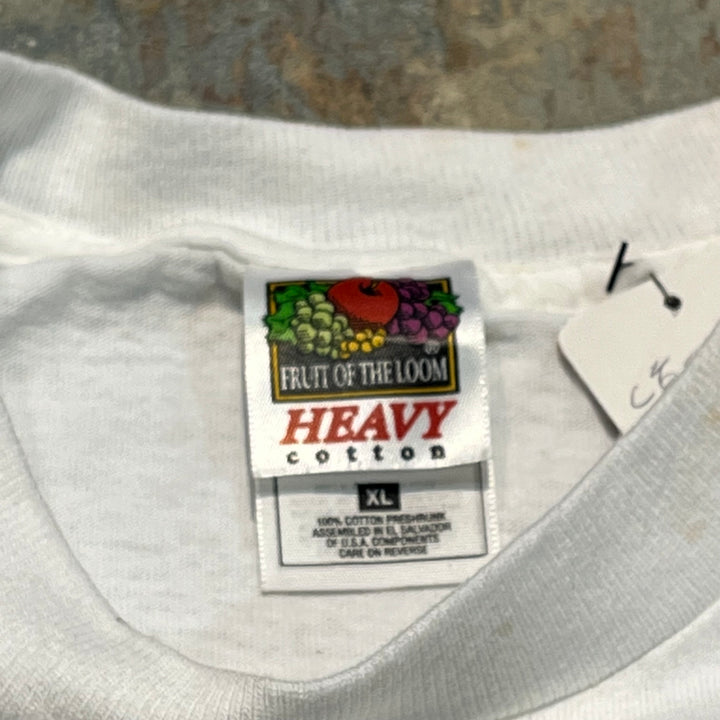 FRUIT OF THE LOOM
HEAVY
cotton
XL
100% COTTON PRESHRUNK
ASSEMBLED IN EL SALVADOR
OF U.S.A. COMPONENTS
CARE ON REVERSE